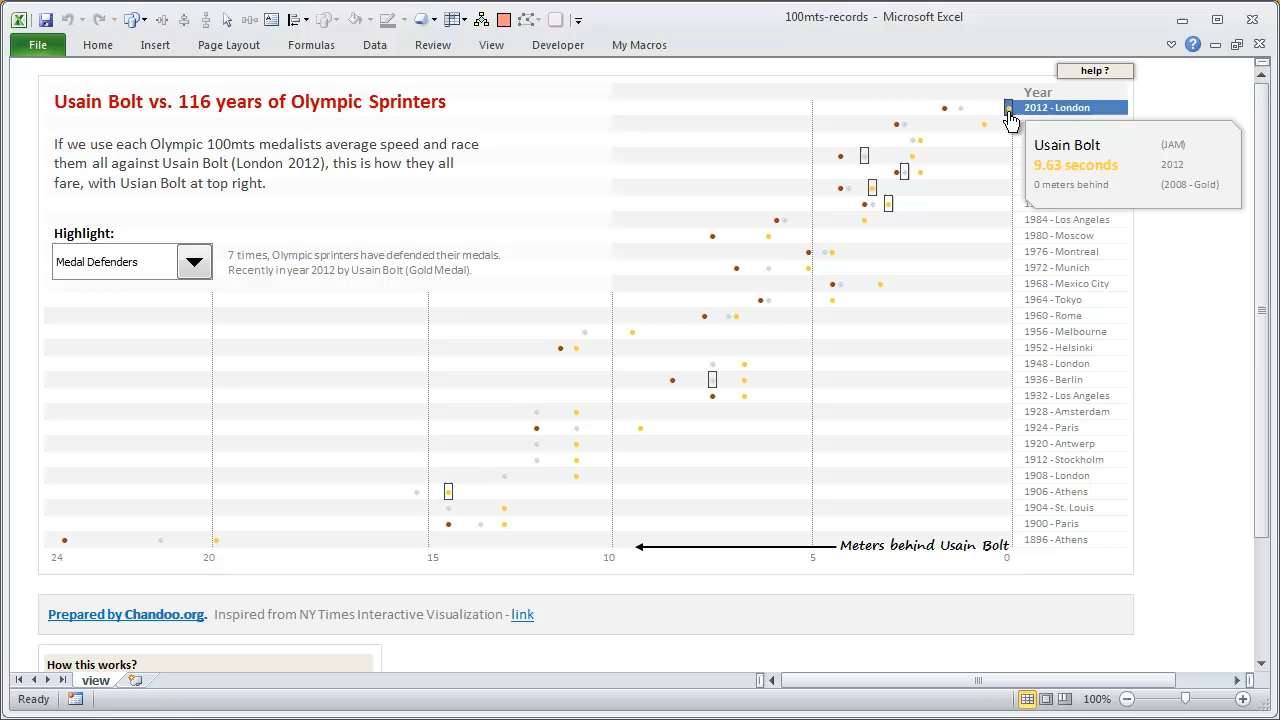 100mts-records - Microsoft Excel
File Home Insert Page Layout Formulas Data Review View Developer My Macros
help ?
Usain Bolt vs. 116 years of Olympic Sprinters
If we use each Olympic 100mts medalists average speed and race
them all against Usain Bolt (London 2012), this is how they all
fare, with Usian Bolt at top right.
Highlight:
Medal Defenders
7 times, Olympic sprinters have defended their medals.
Recently in year 2012 by Usain Bolt (Gold Medal).
Year
2012 - London
Usain Bolt (JAM)
9.63 seconds 2012
0 meters behind (2008 - Gold)
1984 - Los Angeles
1980 - Moscow
1976 - Montreal
1972 - Munich
1968 - Mexico City
1964 - Tokyo
1960 - Rome
1956 - Melbourne
1952 - Helsinki
1948 - London
1936 - Berlin
1932 - Los Angeles
1928 - Amsterdam
1924 - Paris
1920 - Antwerp
1912 - Stockholm
1908 - London
1906 - Athens
1904 - St. Louis
1900 - Paris
1896 - Athens
Meters behind Usain Bolt
24 20 15 10 5 0
Prepared by Chandoo.org. Inspired from NY Times Interactive Visualization - link
How this works?
view
Ready 100%